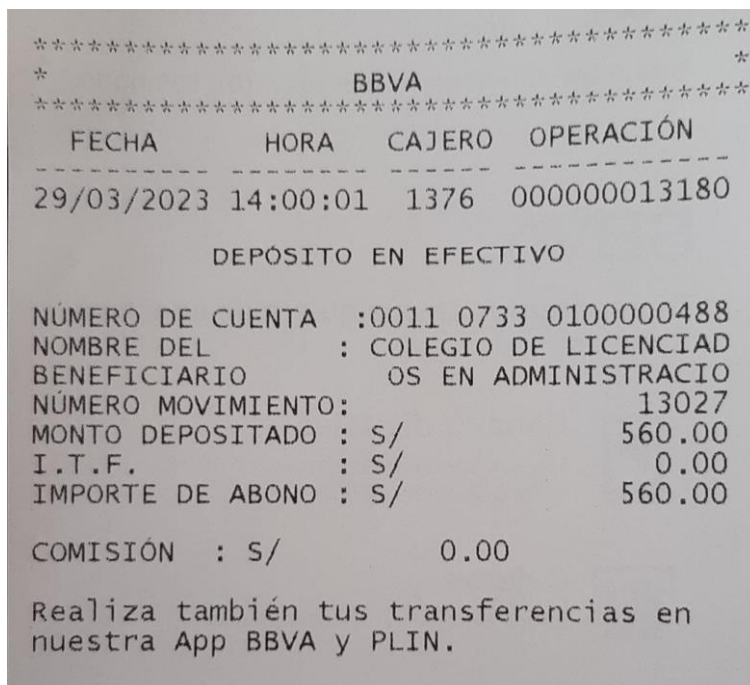 *****************************************
* BBVA *
*****************************************
FECHA HORA CAJERO OPERACIÓN
---------- -------- ------ ------------
29/03/2023 14:00:01 1376 000000013180
DEPÓSITO EN EFECTIVO
NÚMERO DE CUENTA :0011 0733 0100000488
NOMBRE DEL : COLEGIO DE LICENCIAD
BENEFICIARIO OS EN ADMINISTRACIO
NÚMERO MOVIMIENTO: 13027
MONTO DEPOSITADO : S/ 560.00
I.T.F. : S/ 0.00
IMPORTE DE ABONO : S/ 560.00
COMISIÓN : S/ 0.00
Realiza también tus transferencias en
nuestra App BBVA y PLIN.